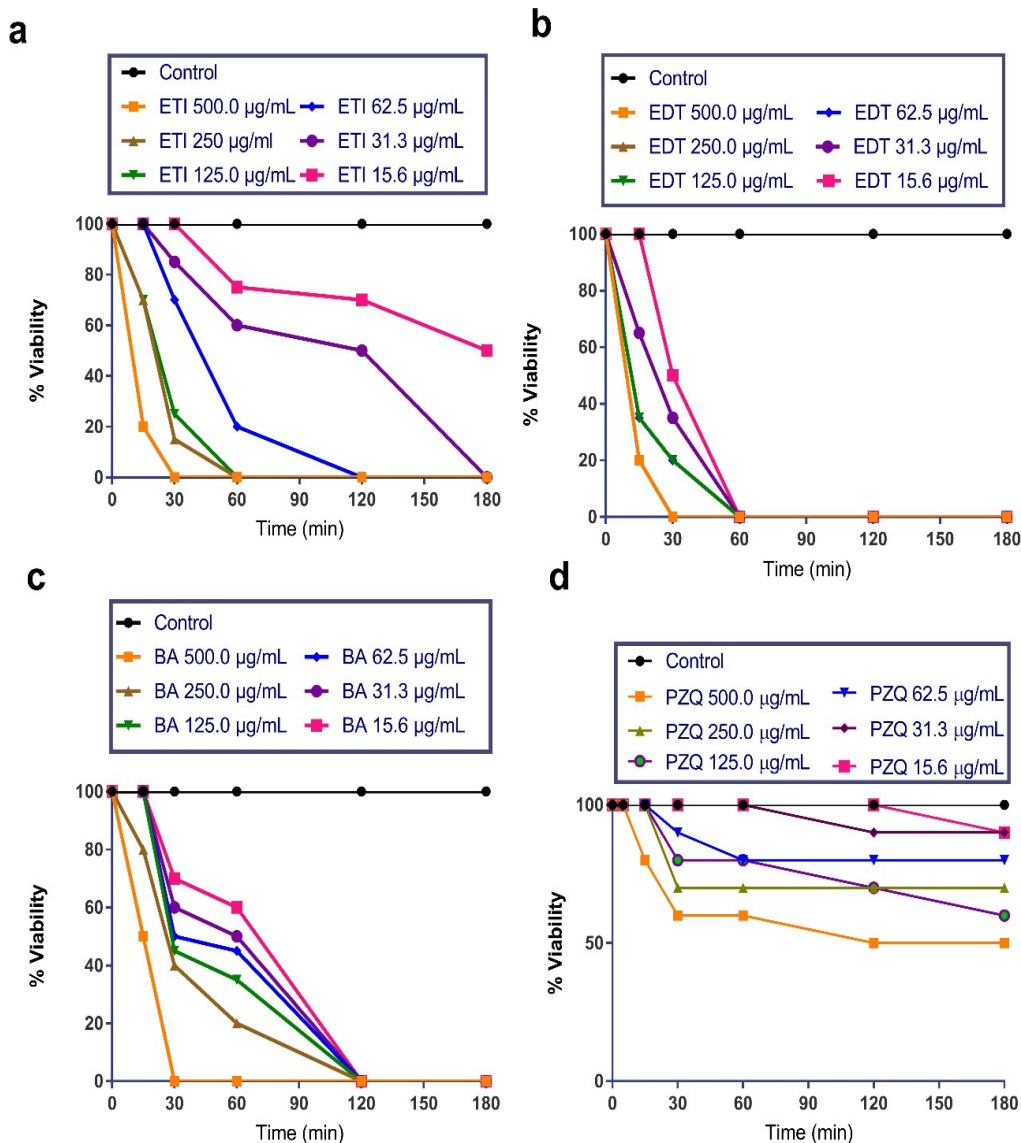 a
Control
ETI 500.0 µg/mL
ETI 62.5 µg/mL
ETI 250 µg/ml
ETI 31.3 µg/mL
ETI 125.0 µg/mL
ETI 15.6 µg/mL
100
80
60
40
20
0
% Viability
0 30 60 90 120 150 180
Time (min)
b
Control
EDT 500.0 µg/mL
EDT 62.5 µg/mL
EDT 250.0 µg/mL
EDT 31.3 µg/mL
EDT 125.0 µg/mL
EDT 15.6 µg/mL
100
80
60
40
20
0
% Viability
0 30 60 90 120 150 180
Time (min)
c
Control
BA 500.0 µg/mL
BA 62.5 µg/mL
BA 250.0 µg/mL
BA 31.3 µg/mL
BA 125.0 µg/mL
BA 15.6 µg/mL
100
80
60
40
20
0
% Viability
0 30 60 90 120 150 180
Time (min)
d
Control
PZQ 500.0 µg/mL
PZQ 62.5 µg/mL
PZQ 250.0 µg/mL
PZQ 31.3 µg/mL
PZQ 125.0 µg/mL
PZQ 15.6 µg/mL
100
50
0
% Viability
0 30 60 90 120 150 180
Time (min)